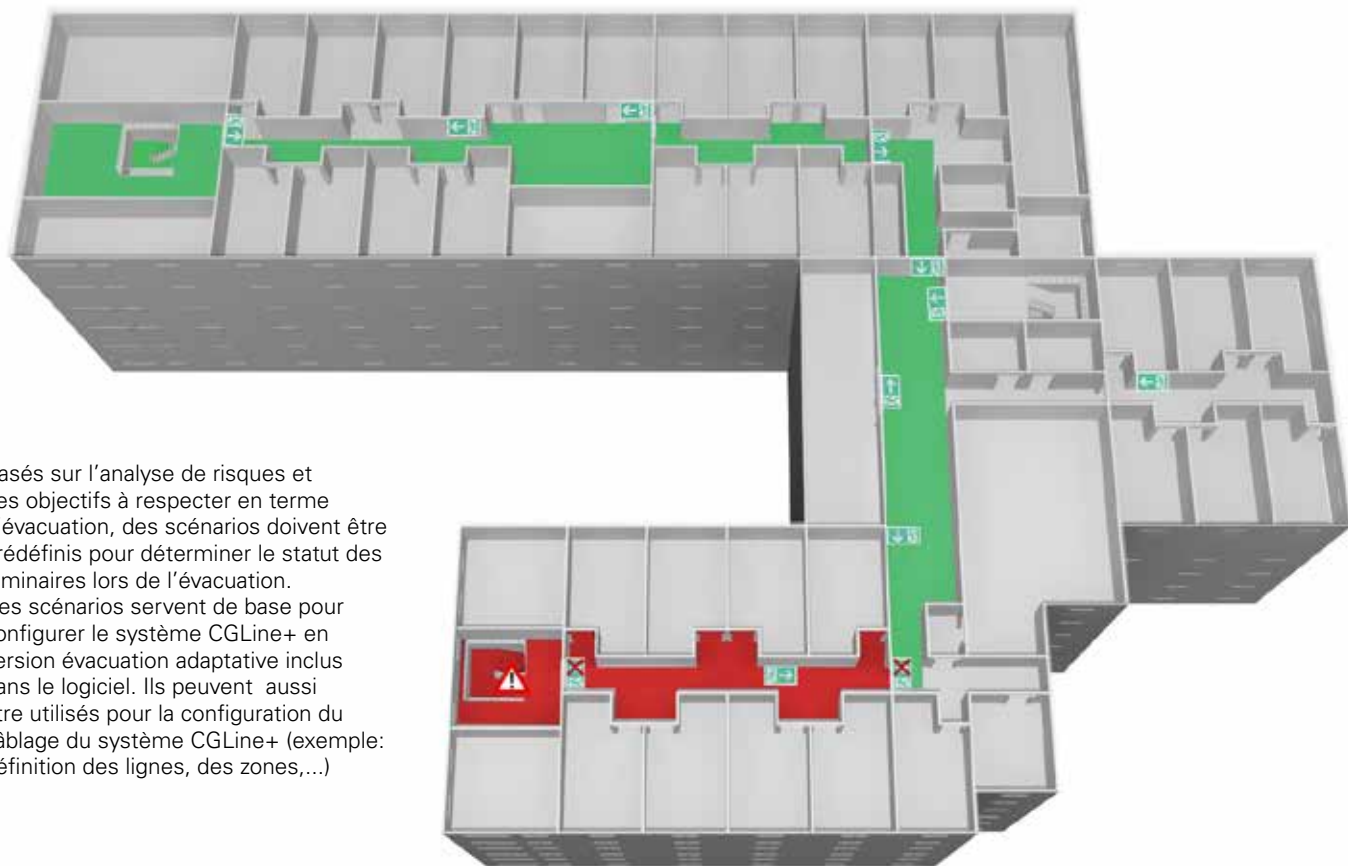 asés sur l'analyse de risques et
es objectifs à respecter en terme
'évacuation, des scénarios doivent être
rédéfinis pour déterminer le statut des
minaires lors de l'évacuation.
es scénarios servent de base pour
onfigurer le système CGLine+ en
ersion évacuation adaptative inclus
ans le logiciel. Ils peuvent aussi
tre utilisés pour la configuration du
âblage du système CGLine+ (exemple:
éfinition des lignes, des zones,...)